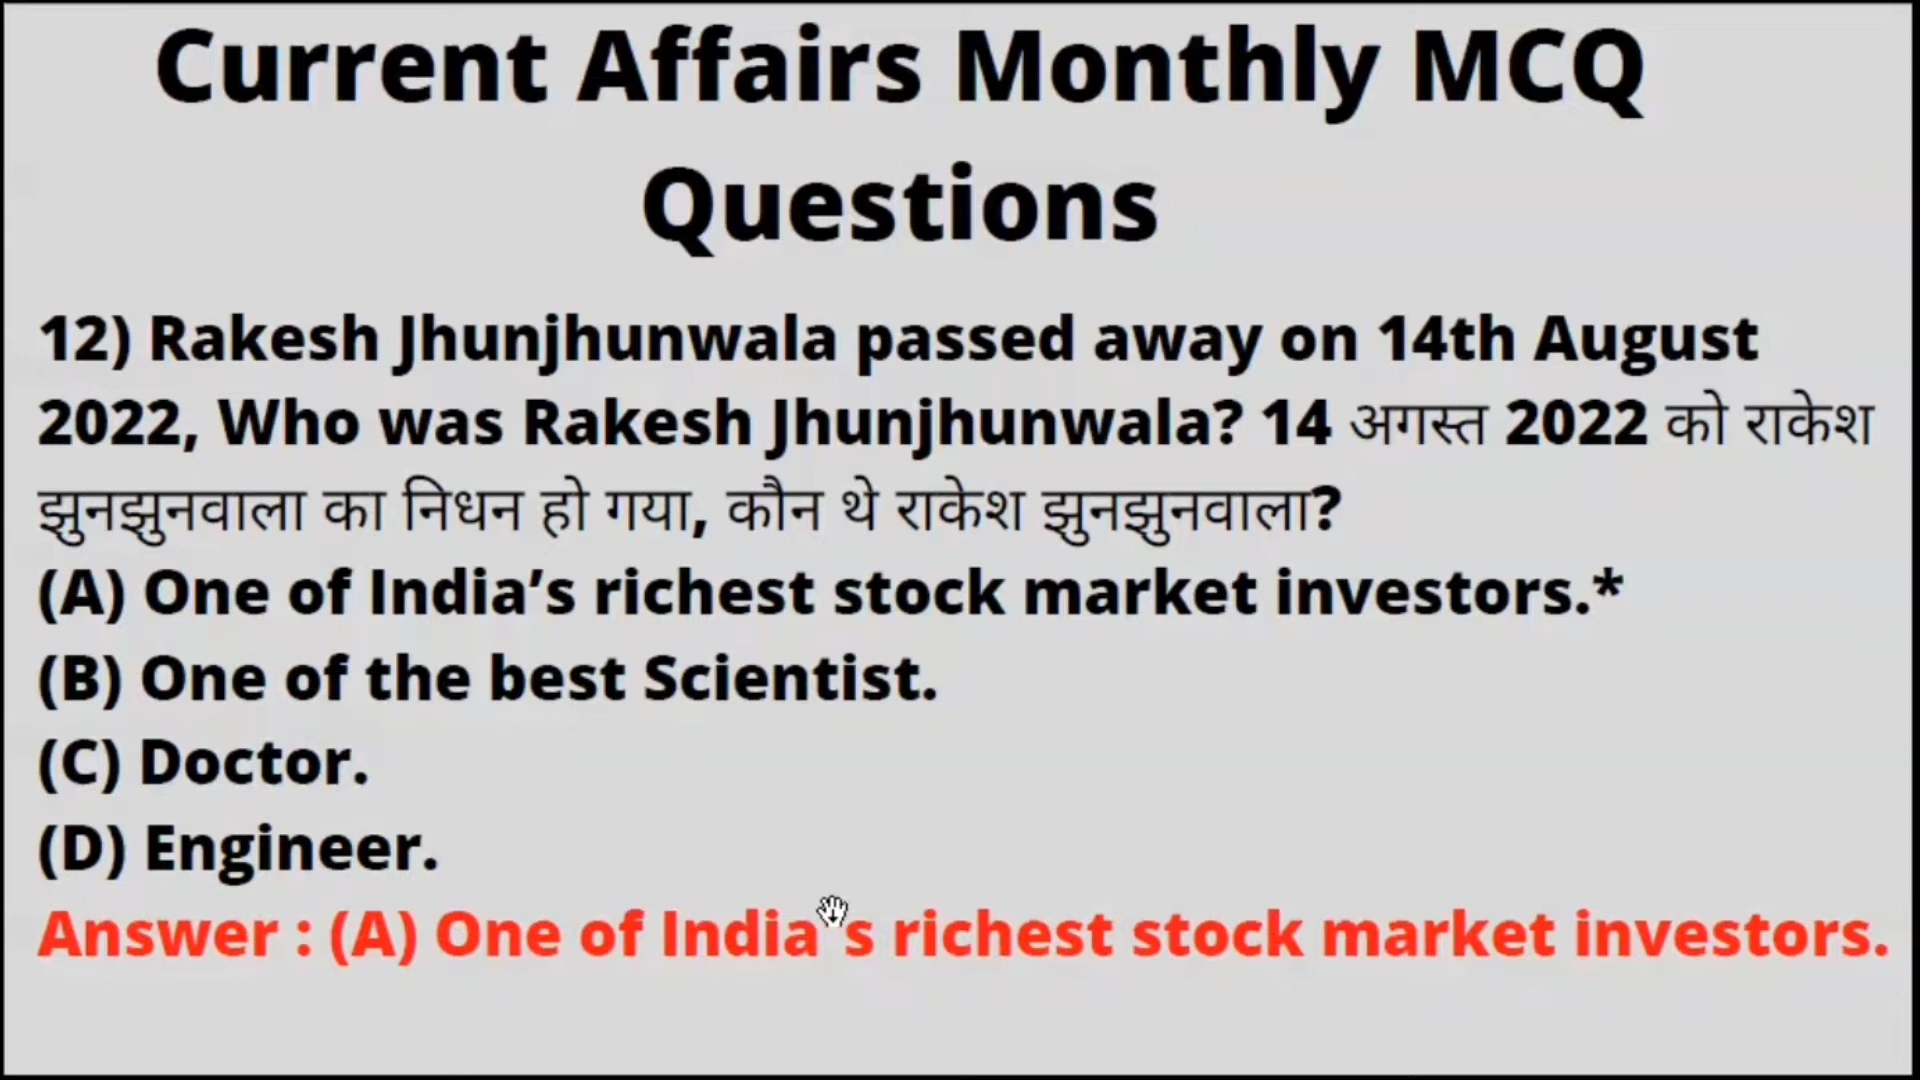 Current Affairs Monthly MCQ
Questions
12) Rakesh Jhunjhunwala passed away on 14th August
2022, Who was Rakesh Jhunjhunwala? 14 अगस्त 2022 को राकेश
झुनझुनवाला का निधन हो गया, कौन थे राकेश झुनझुनवाला?
(A) One of India’s richest stock market investors.*
(B) One of the best Scientist.
(C) Doctor.
(D) Engineer.
Answer : (A) One of India’s richest stock market investors.